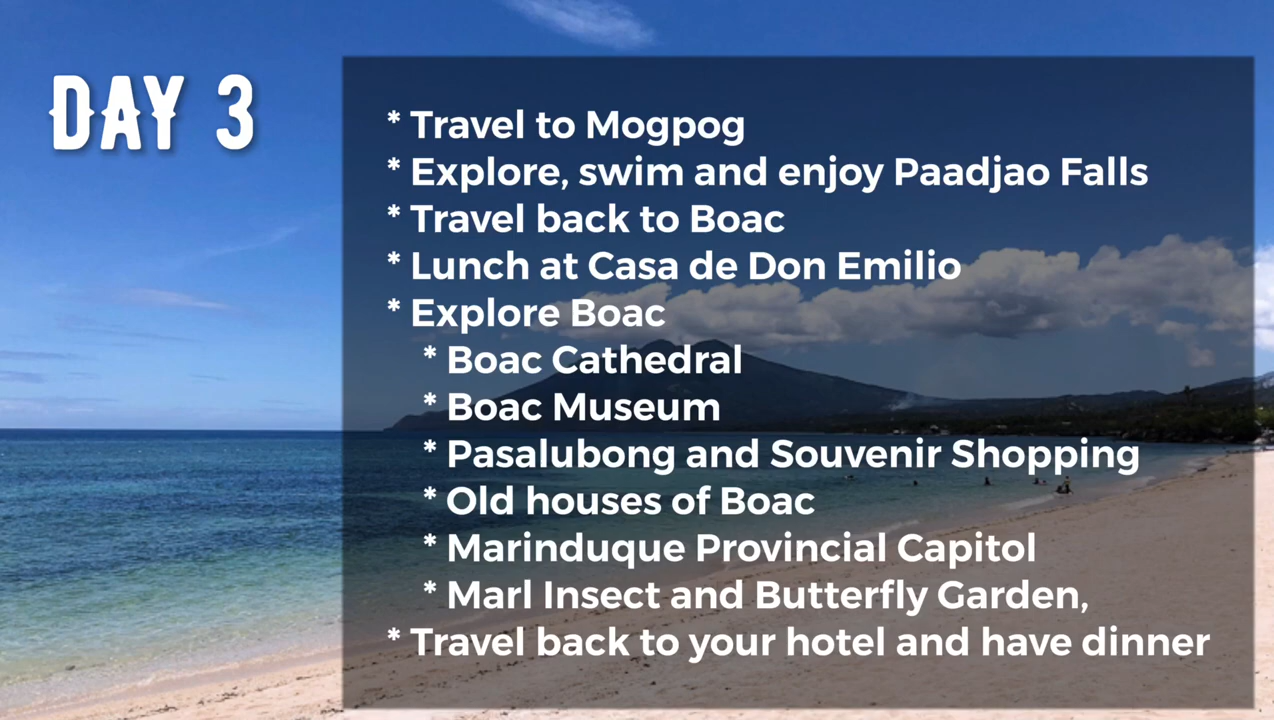 DAY 3
* Travel to Mogpog
* Explore, swim and enjoy Paadjao Falls
* Travel back to Boac
* Lunch at Casa de Don Emilio
* Explore Boac
* Boac Cathedral
* Boac Museum
* Pasalubong and Souvenir Shopping
* Old houses of Boac
* Marinduque Provincial Capitol
* Marl Insect and Butterfly Garden,
* Travel back to your hotel and have dinner